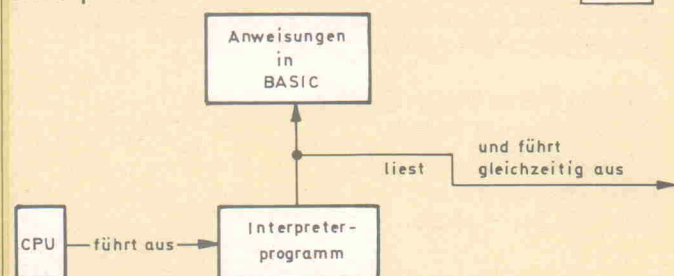 Anweisungen
in
BASIC
liest
und führt
gleichzeitig aus
CPU
führt aus
Interpreter-
programm